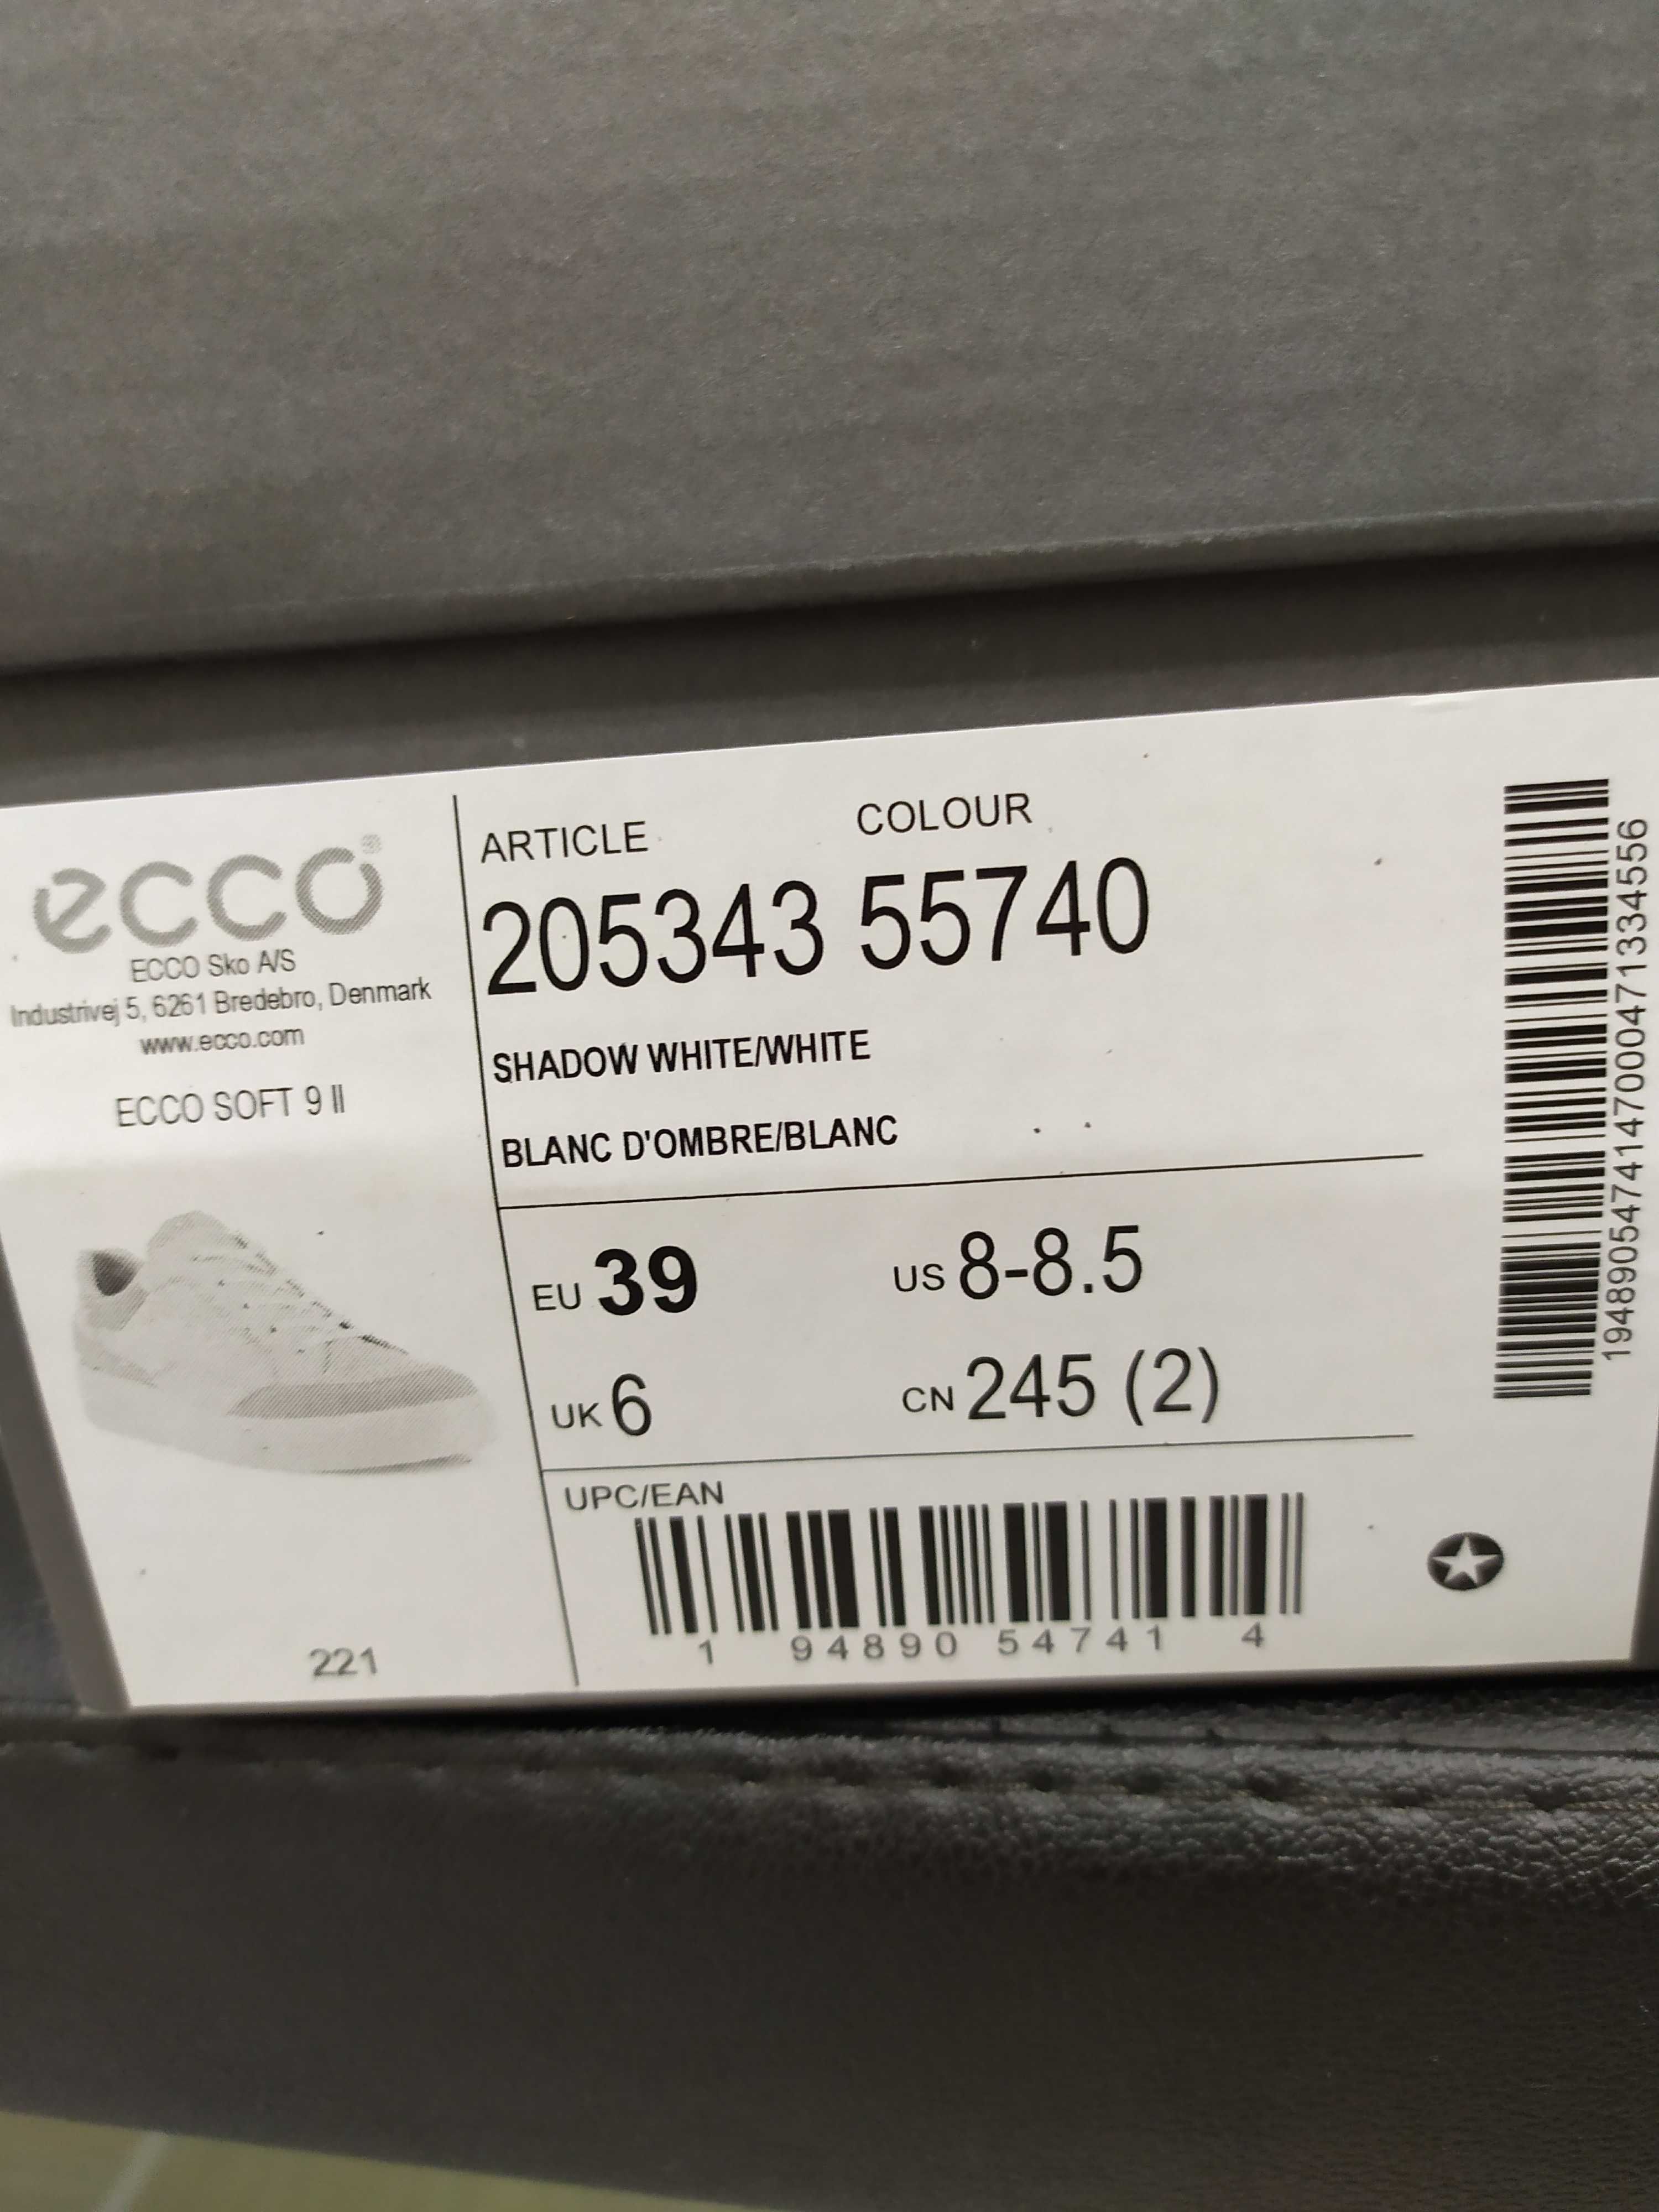 ecco®
ECCO Sko A/S
Industrivej 5, 6261 Bredebro, Denmark
www.ecco.com
ECCO SOFT 9 II
221
ARTICLE COLOUR
205343 55740
SHADOW WHITE/WHITE
BLANC D'OMBRE/BLANC
EU 39 US 8-8.5
UK 6 CN 245 (2)
UPC/EAN
1 94890 54741 4
19489054741470004713​34556